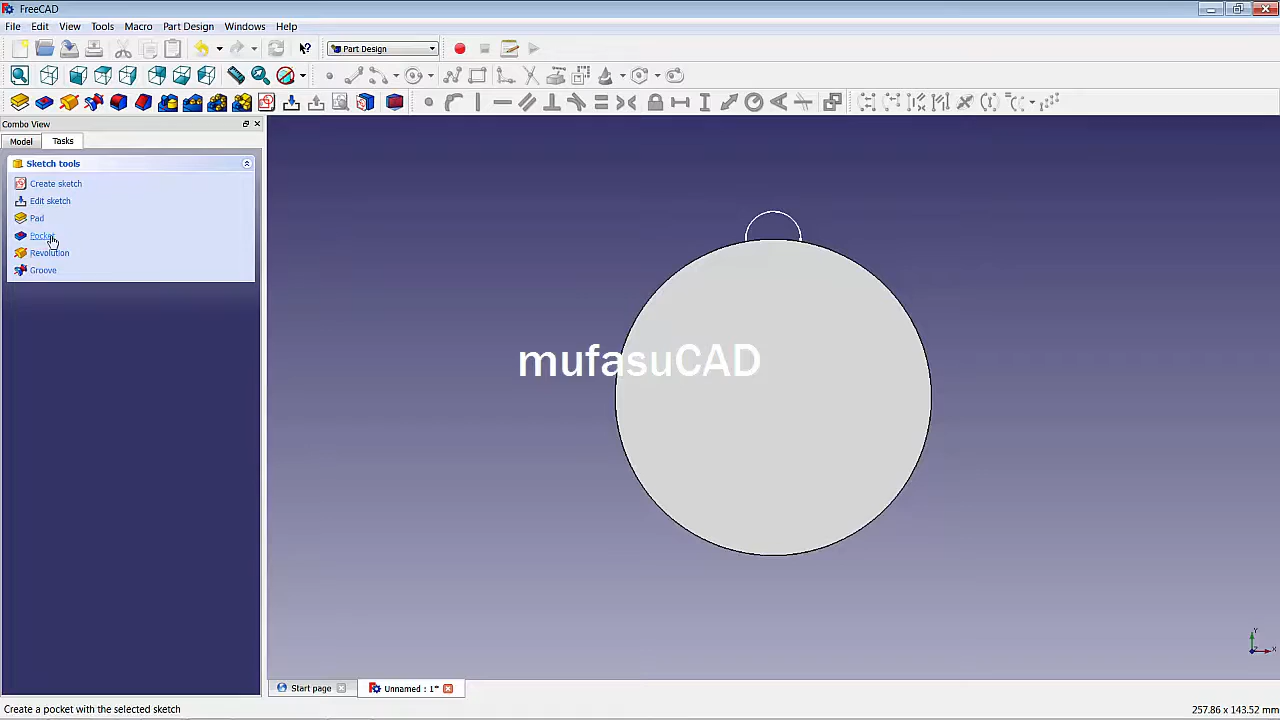 FreeCAD
File Edit View Tools Macro Part Design Windows Help
Part Design
Combo View
Model Tasks
Sketch tools
Create sketch
Edit sketch
Pad
Pocket
Revolution
Groove
mufasuCAD
Y
X
Start page Unnamed : 1*
Create a pocket with the selected sketch 257.86 x 143.52 mm